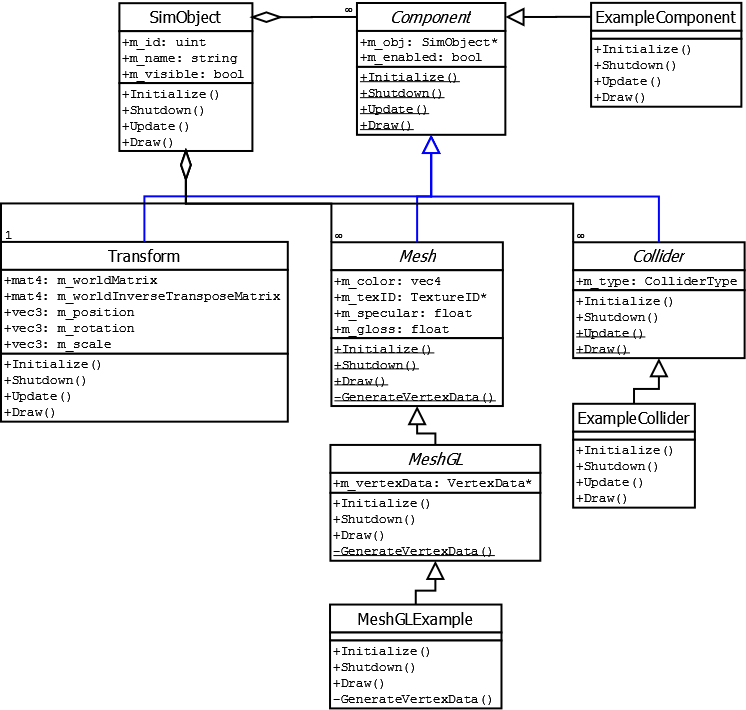 SimObject
+m_id: uint
+m_name: string
+m_visible: bool
+Initialize()
+Shutdown()
+Update()
+Draw()
∞
Component
+m_obj: SimObject*
+m_enabled: bool
+Initialize()
+Shutdown()
+Update()
+Draw()
ExampleComponent
+Initialize()
+Shutdown()
+Update()
+Draw()
1
Transform
+mat4: m_worldMatrix
+mat4: m_worldInverseTransposeMatrix
+vec3: m_position
+vec3: m_rotation
+vec3: m_scale
+Initialize()
+Shutdown()
+Update()
+Draw()
∞
Mesh
+m_color: vec4
+m_texID: TextureID*
+m_specular: float
+m_gloss: float
+Initialize()
+Shutdown()
+Draw()
-GenerateVertexData()
∞
Collider
+m_type: ColliderType
+Initialize()
+Shutdown()
+Update()
+Draw()
ExampleCollider
+Initialize()
+Shutdown()
+Update()
+Draw()
MeshGL
+m_vertexData: VertexData*
+Initialize()
+Shutdown()
+Draw()
-GenerateVertexData()
MeshGLExample
+Initialize()
+Shutdown()
+Draw()
-GenerateVertexData()